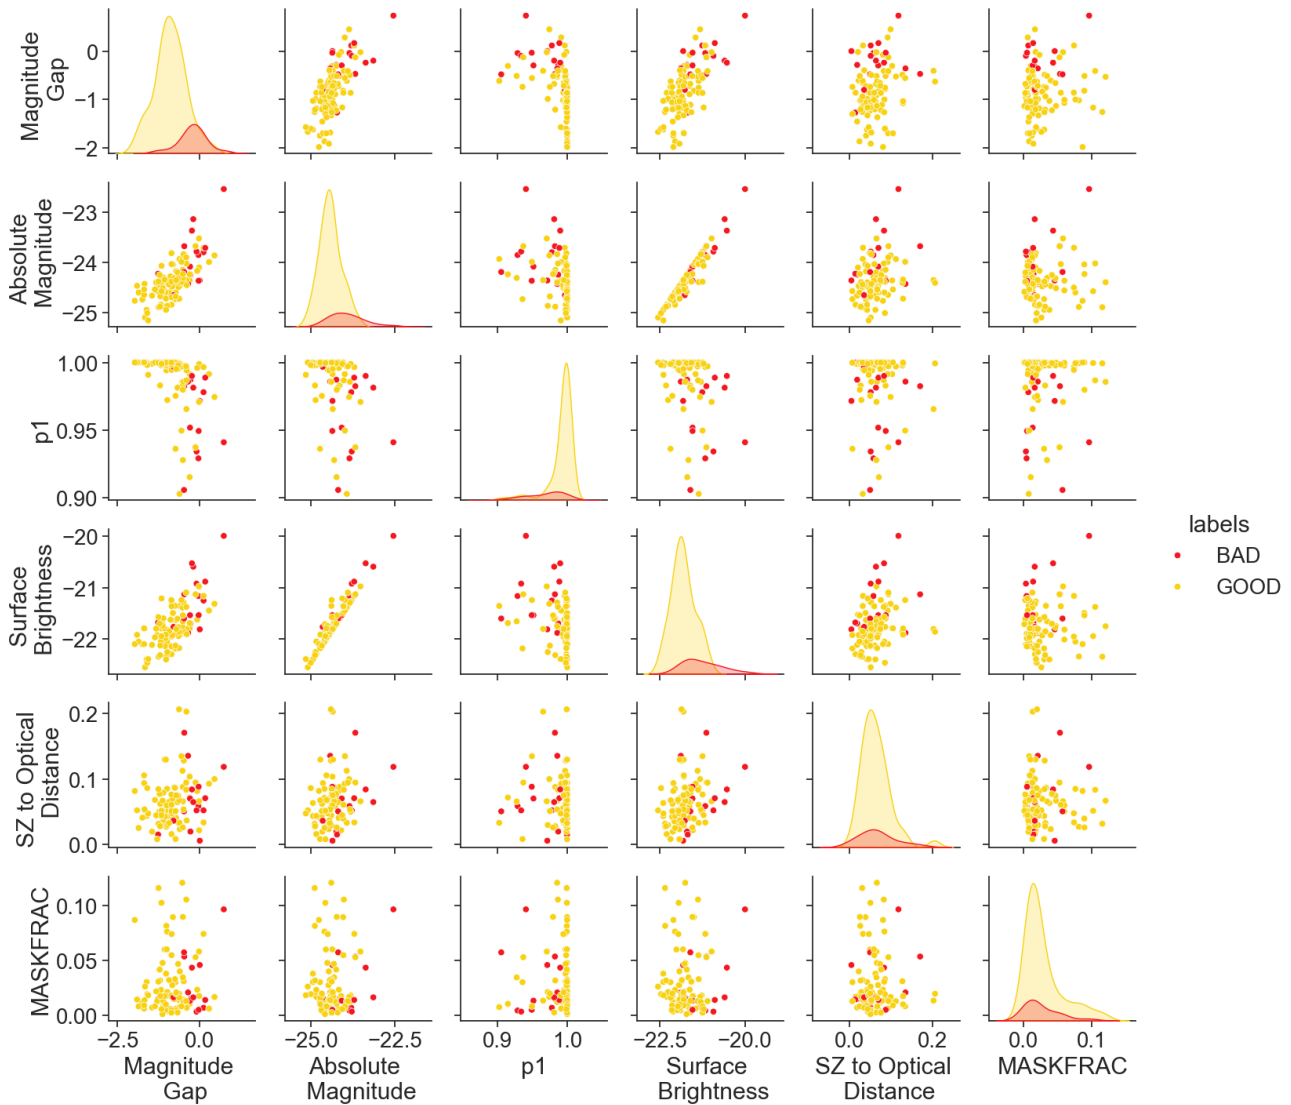 Magnitude
Gap
0
−1
−2
Absolute
Magnitude
−23
−24
−25
p1
1.00
0.95
0.90
Surface
Brightness
−20
−21
−22
SZ to Optical
Distance
0.2
0.1
0.0
MASKFRAC
0.10
0.05
0.00
−2.5 0.0
−25.0 −22.5
0.9 1.0
−22.5 −20.0
0.0 0.2
0.0 0.1
Magnitude
Gap
Absolute
Magnitude
p1
Surface
Brightness
SZ to Optical
Distance
MASKFRAC
labels
BAD
GOOD